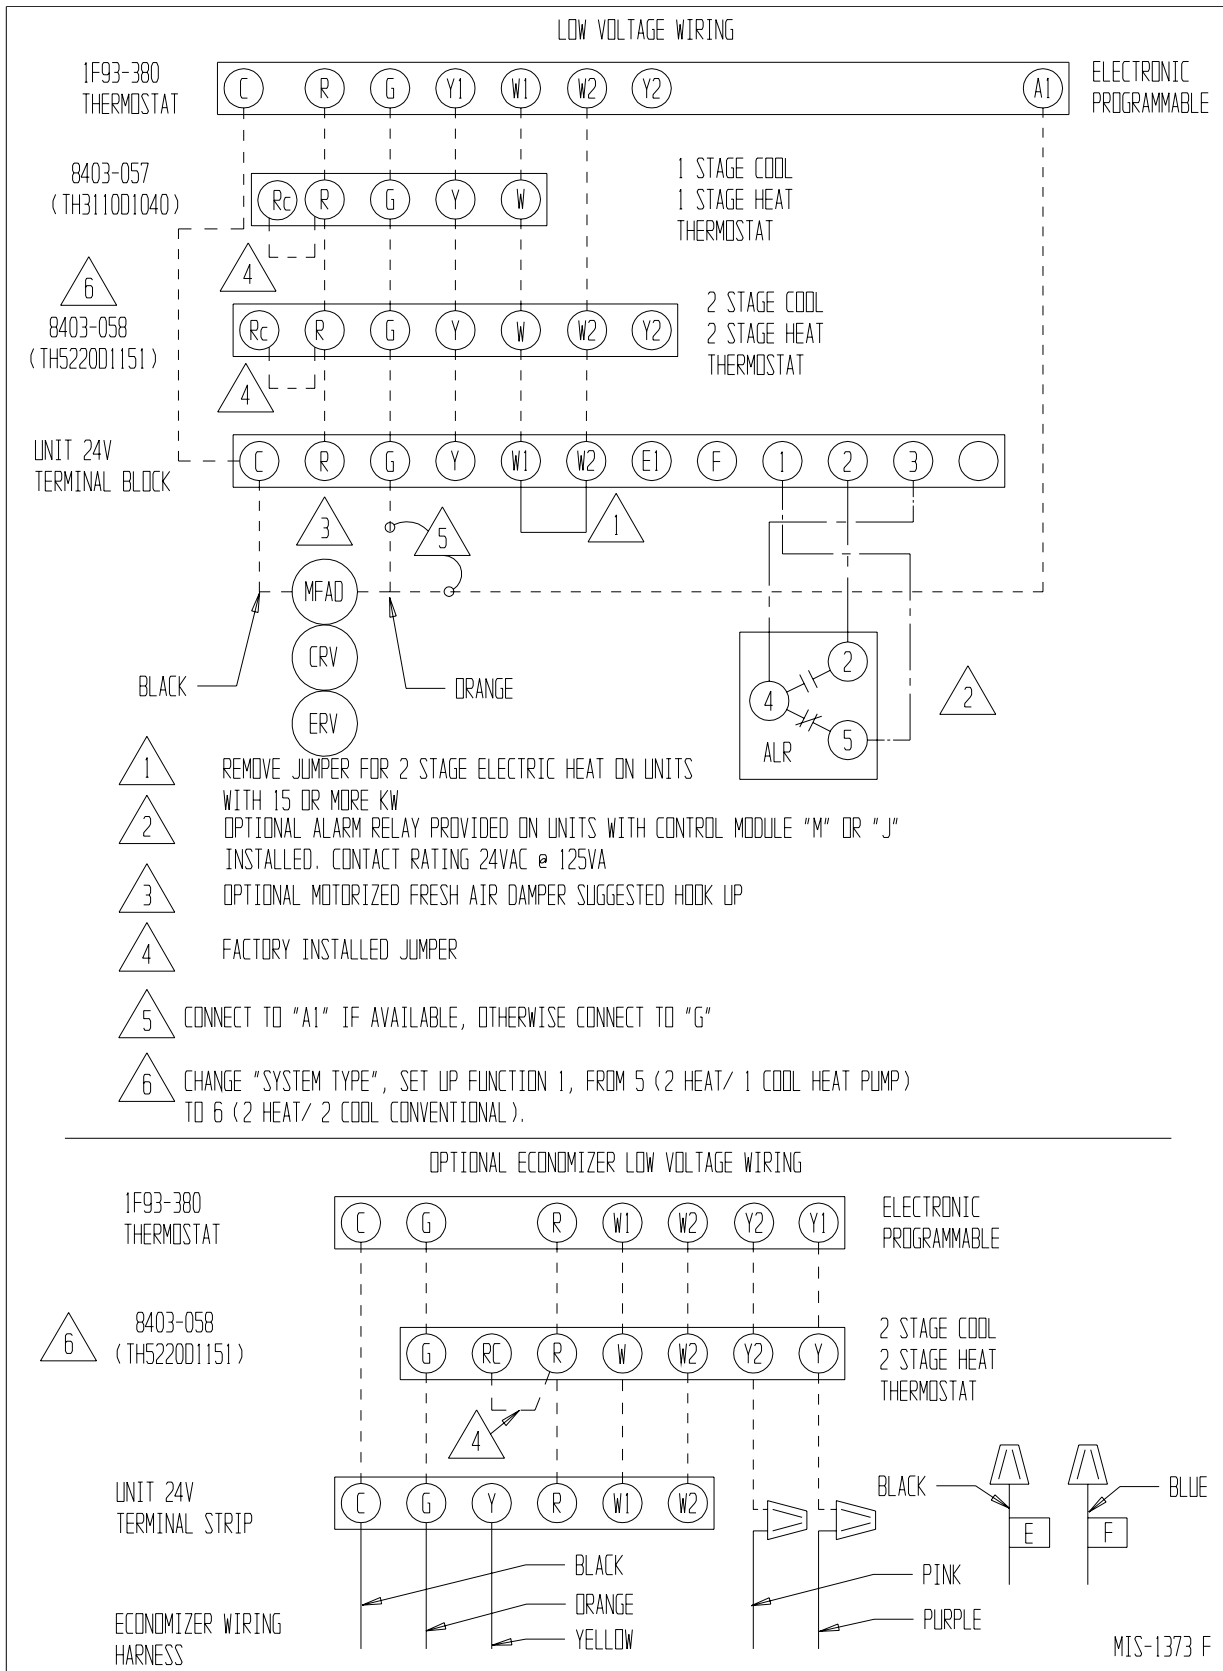 LOW VOLTAGE WIRING
1F93-380
THERMOSTAT
C R G Y1 W1 W2 Y2 A1
ELECTRONIC
PROGRAMMABLE
8403-057
(TH3110D1040)
Rc R G Y W
1 STAGE COOL
1 STAGE HEAT
THERMOSTAT
4
6
8403-058
(TH5220D1151)
Rc R G Y W W2 Y2
2 STAGE COOL
2 STAGE HEAT
THERMOSTAT
4
UNIT 24V
TERMINAL BLOCK
C R G Y W1 W2 E1 F 1 2 3
3
5
1
MFAD
CRV
ERV
BLACK
ORANGE
2
4
5
ALR
2
1 REMOVE JUMPER FOR 2 STAGE ELECTRIC HEAT ON UNITS
WITH 15 OR MORE KW
2 OPTIONAL ALARM RELAY PROVIDED ON UNITS WITH CONTROL MODULE "M" OR "J"
INSTALLED. CONTACT RATING 24VAC @ 125VA
3 OPTIONAL MOTORIZED FRESH AIR DAMPER SUGGESTED HOOK UP
4 FACTORY INSTALLED JUMPER
5 CONNECT TO "A1" IF AVAILABLE, OTHERWISE CONNECT TO "G"
6 CHANGE "SYSTEM TYPE", SET UP FUNCTION 1, FROM 5 (2 HEAT/ 1 COOL HEAT PUMP)
TO 6 (2 HEAT/ 2 COOL CONVENTIONAL).
OPTIONAL ECONOMIZER LOW VOLTAGE WIRING
1F93-380
THERMOSTAT
C G R W1 W2 Y2 Y1
ELECTRONIC
PROGRAMMABLE
6
8403-058
(TH5220D1151)
G RC R W W2 Y2 Y
2 STAGE COOL
2 STAGE HEAT
THERMOSTAT
4
UNIT 24V
TERMINAL STRIP
C G Y R W1 W2
BLACK
BLUE
E
F
BLACK
ORANGE
YELLOW
PINK
PURPLE
ECONOMIZER WIRING
HARNESS
MIS-1373 F